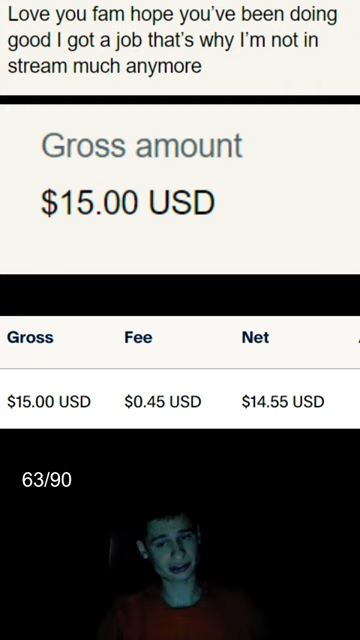 Love you fam hope you've been doing
good I got a job that's why I'm not in
stream much anymore
Gross amount
$15.00 USD
Gross Fee Net
$15.00 USD $0.45 USD $14.55 USD
63/90